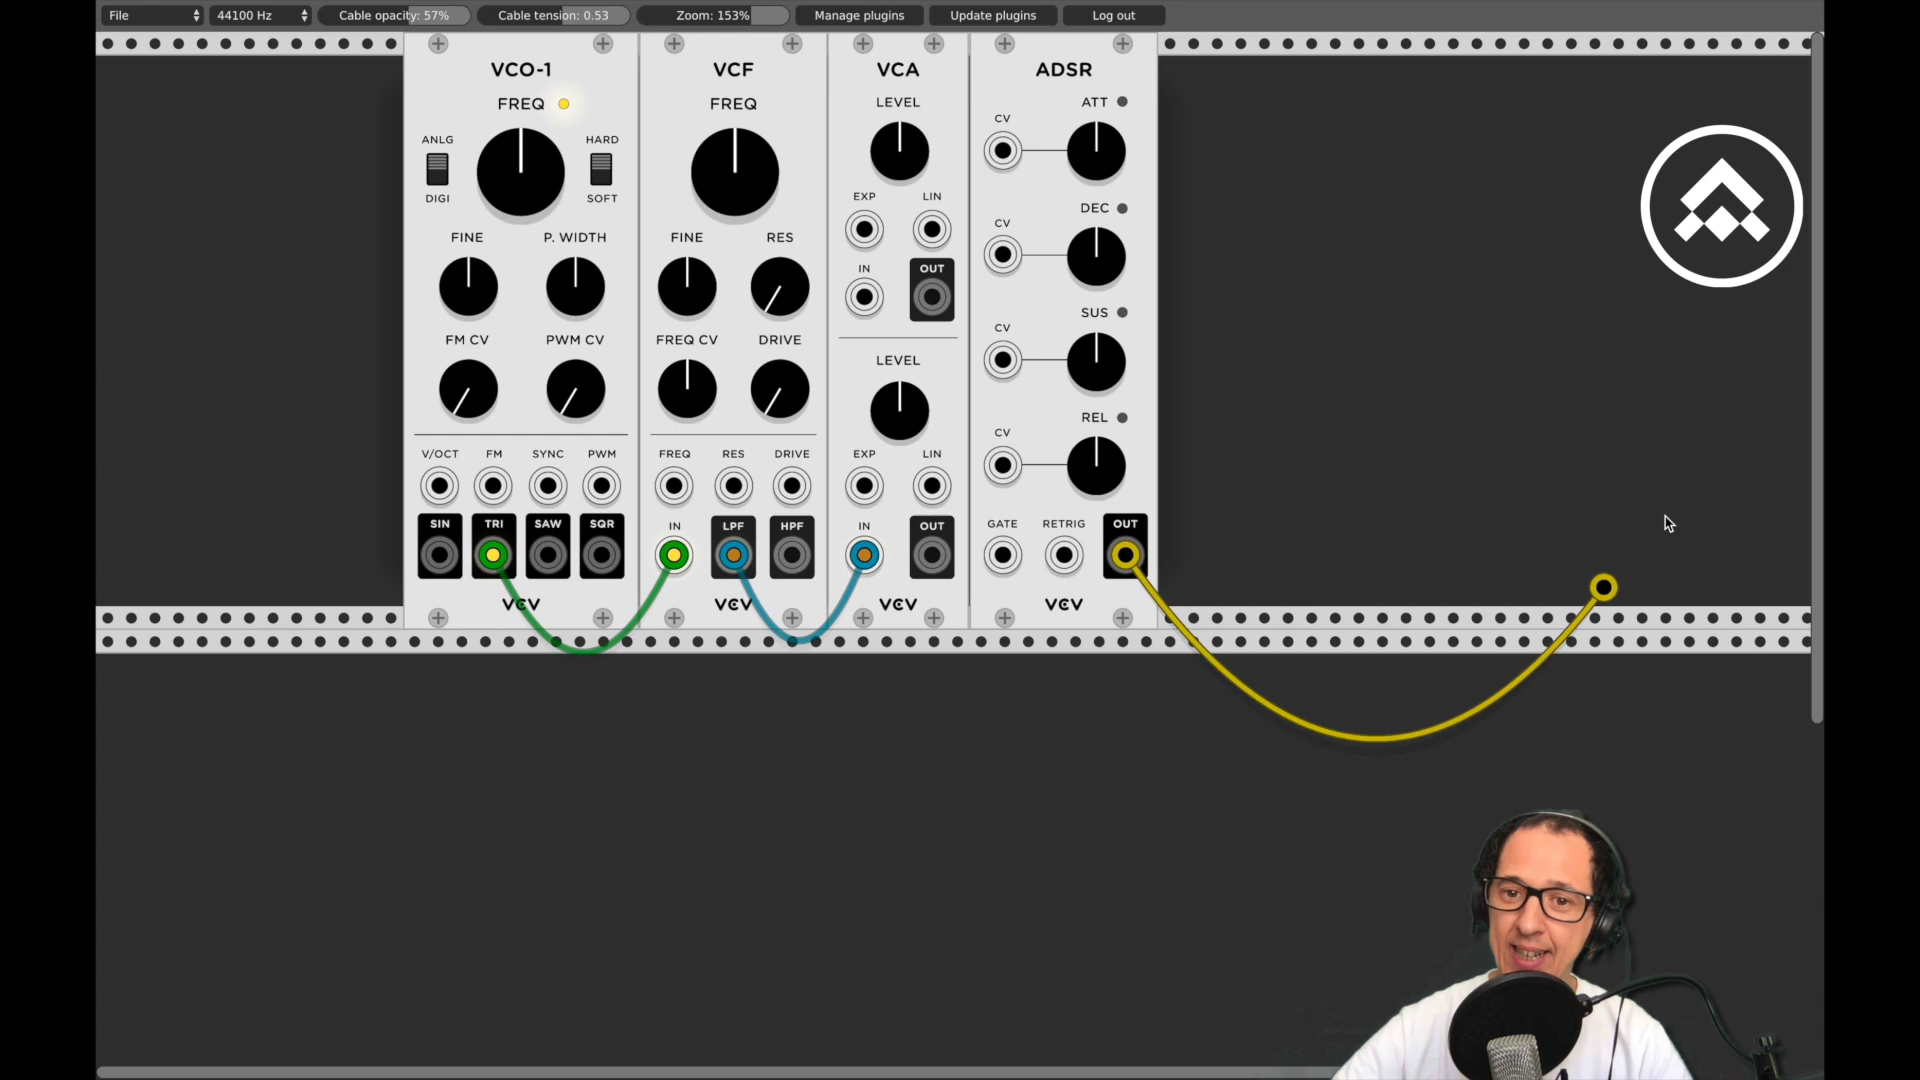 File 44100 Hz Cable opacity: 57% Cable tension: 0.53 Zoom: 153% Manage plugins Update plugins Log out
VCO-1
FREQ
ANLG HARD
DIGI SOFT
FINE P. WIDTH
FM CV PWM CV
V/OCT FM SYNC PWM
SIN TRI SAW SQR
VCV
VCF
FREQ
FINE RES
FREQ CV DRIVE
FREQ RES DRIVE
IN LPF HPF
VCV
VCA
LEVEL
EXP LIN
IN OUT
LEVEL
EXP LIN
IN OUT
VCV
ADSR
ATT
CV
DEC
CV
SUS
CV
REL
CV
GATE RETRIG OUT
VCV